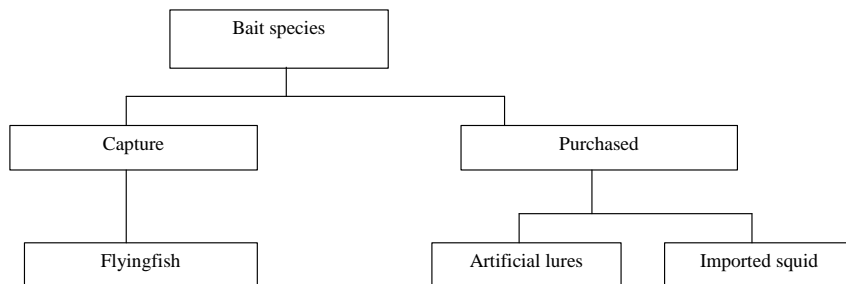 Bait species
Capture
Purchased
Flyingfish
Artificial lures
Imported squid